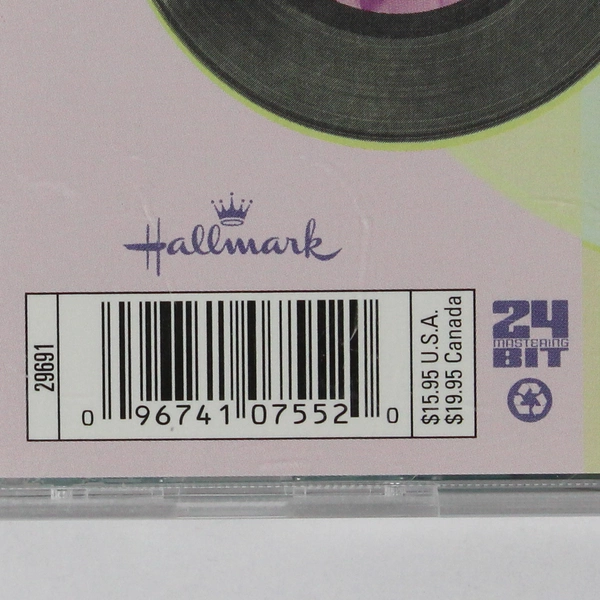 Hallmark
29691
0 96741 07552 0
$15.95 U.S.A.
$19.95 Canada
24
MASTERING
BIT